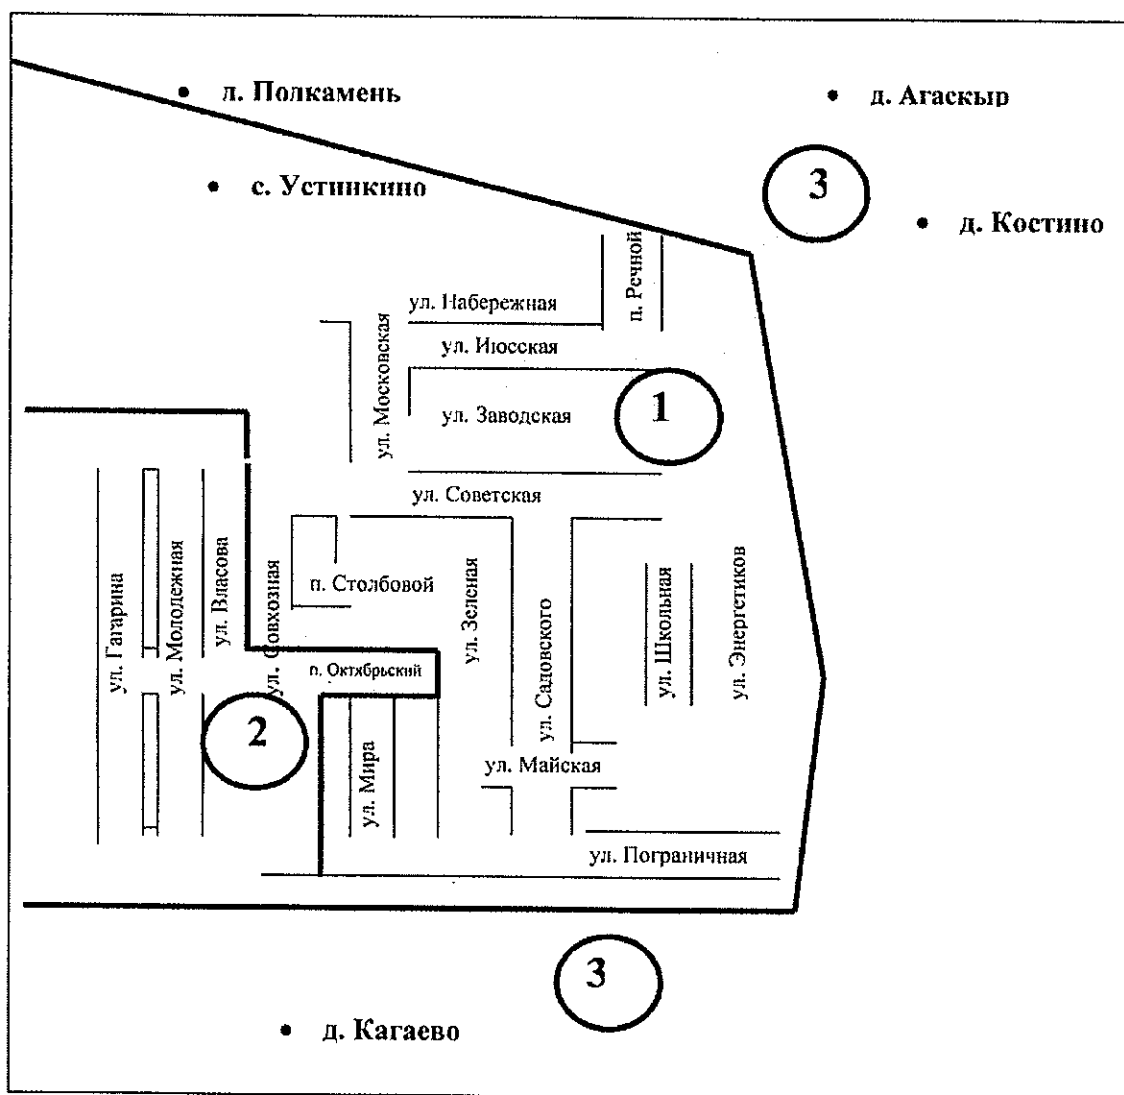 л. Полкамень
д. Агаскыр
3
с. Устинкино
д. Костино
п. Речной
ул. Набережная
ул. Июсская
ул. Московская
1
ул. Заводская
ул. Советская
ул. Гагарина
ул. Молодежная
ул. Власова
ул. Совхозная
п. Столбовой
ул. Зеленая
ул. Садовского
ул. Школьная
ул. Энергетиков
п. Октябрьский
2
ул. Мира
ул. Майская
ул. Пограничная
3
д. Кагаево